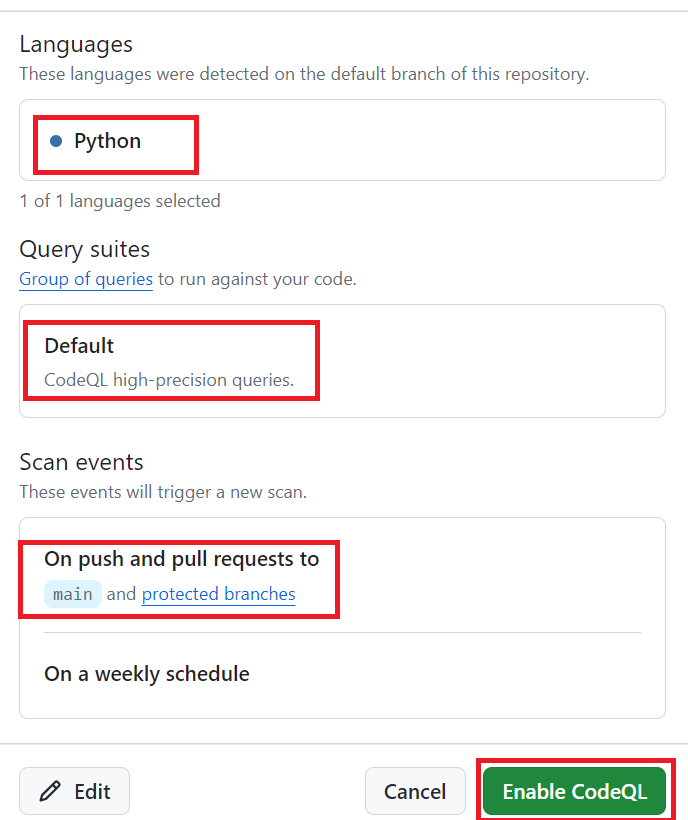 Languages
These languages were detected on the default branch of this repository.
Python
1 of 1 languages selected
Query suites
Group of queries to run against your code.
Default
CodeQL high-precision queries.
Scan events
These events will trigger a new scan.
On push and pull requests to
main and protected branches
On a weekly schedule
Edit
Cancel
Enable CodeQL